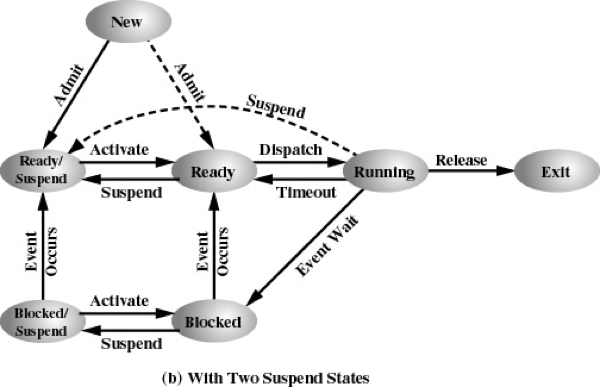 New
Admit
Admit
Suspend
Ready/
Suspend
Activate
Suspend
Ready
Dispatch
Timeout
Running
Release
Exit
Event
Occurs
Event
Occurs
Event Wait
Blocked/
Suspend
Activate
Suspend
Blocked
(b) With Two Suspend States